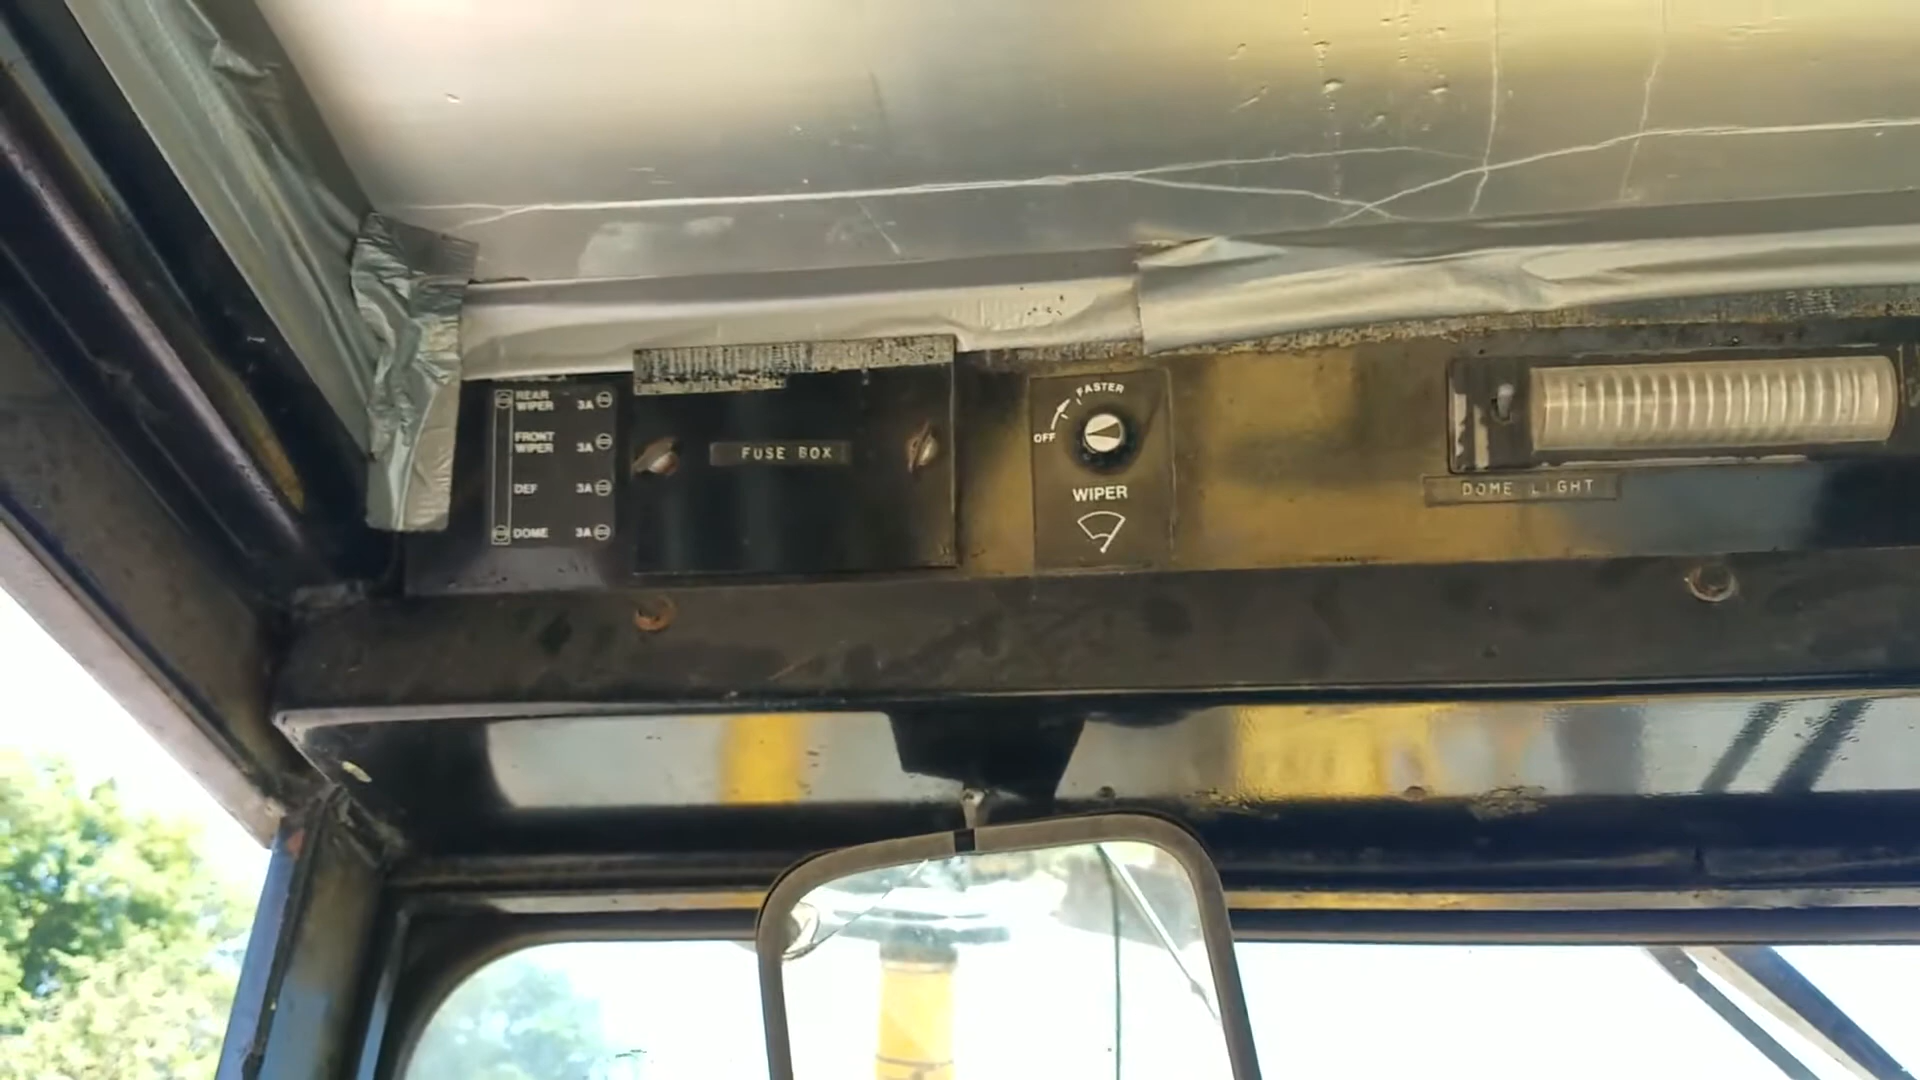 REAR
WIPER 3A
FRONT
WIPER 3A
DEF 3A
DOME 3A
FUSE BOX
FASTER
OFF
WIPER
DOME LIGHT